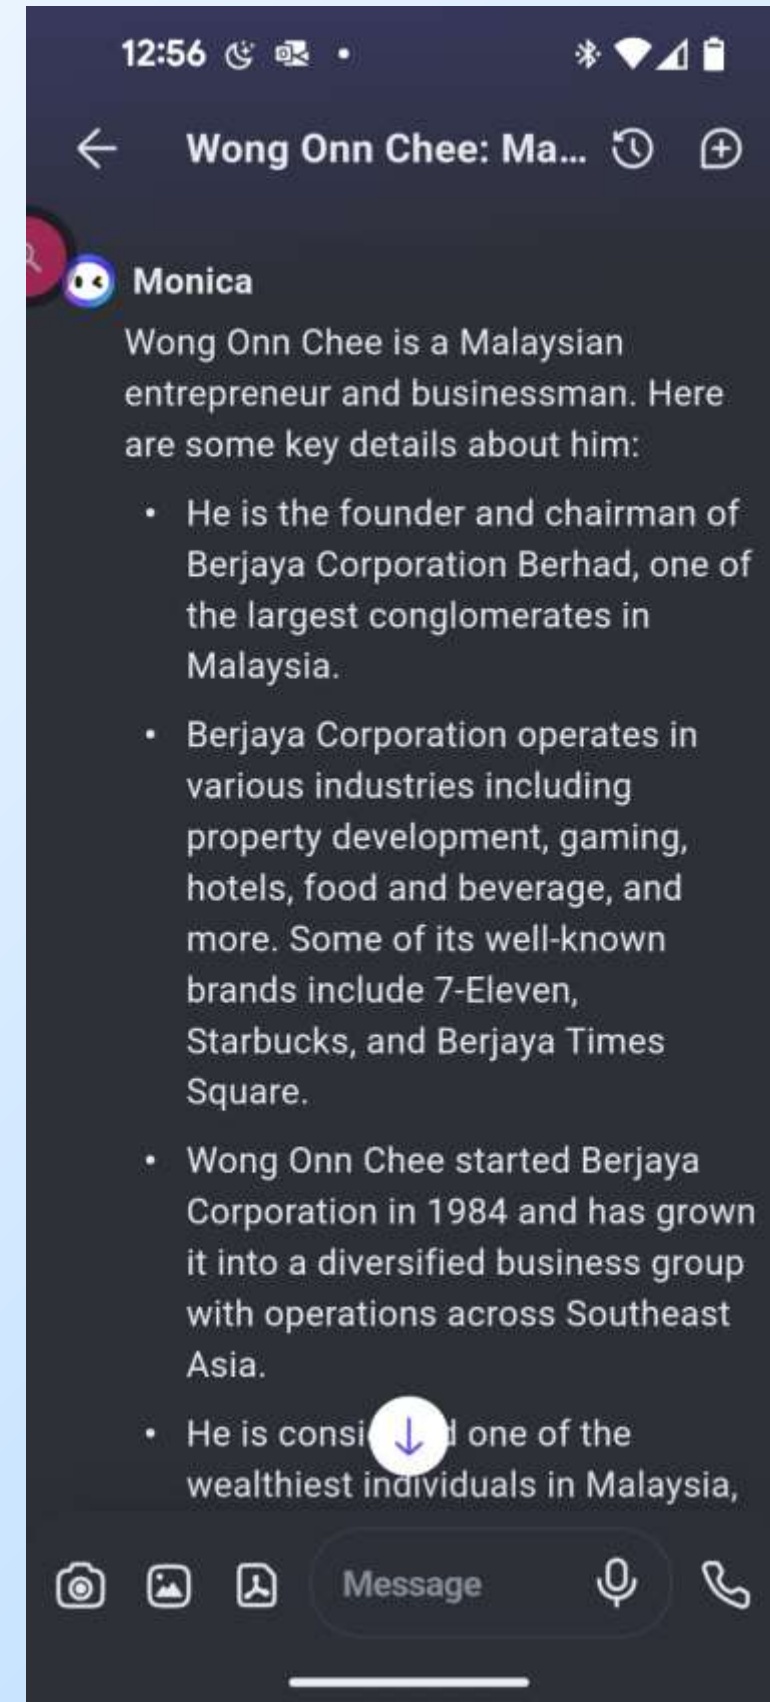 12:56
Wong Onn Chee: Ma...
Monica
Wong Onn Chee is a Malaysian
entrepreneur and businessman. Here
are some key details about him:
• He is the founder and chairman of
Berjaya Corporation Berhad, one of
the largest conglomerates in
Malaysia.
• Berjaya Corporation operates in
various industries including
property development, gaming,
hotels, food and beverage, and
more. Some of its well-known
brands include 7-Eleven,
Starbucks, and Berjaya Times
Square.
• Wong Onn Chee started Berjaya
Corporation in 1984 and has grown
it into a diversified business group
with operations across Southeast
Asia.
• He is one of the
wealthiest individuals in Malaysia,
Message